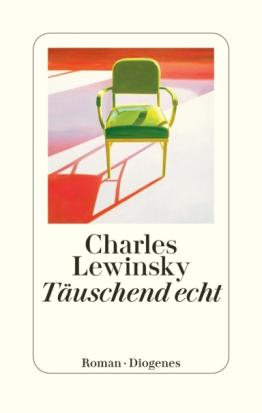 Charles
Lewinsky
Täuschend echt
Roman · Diogenes